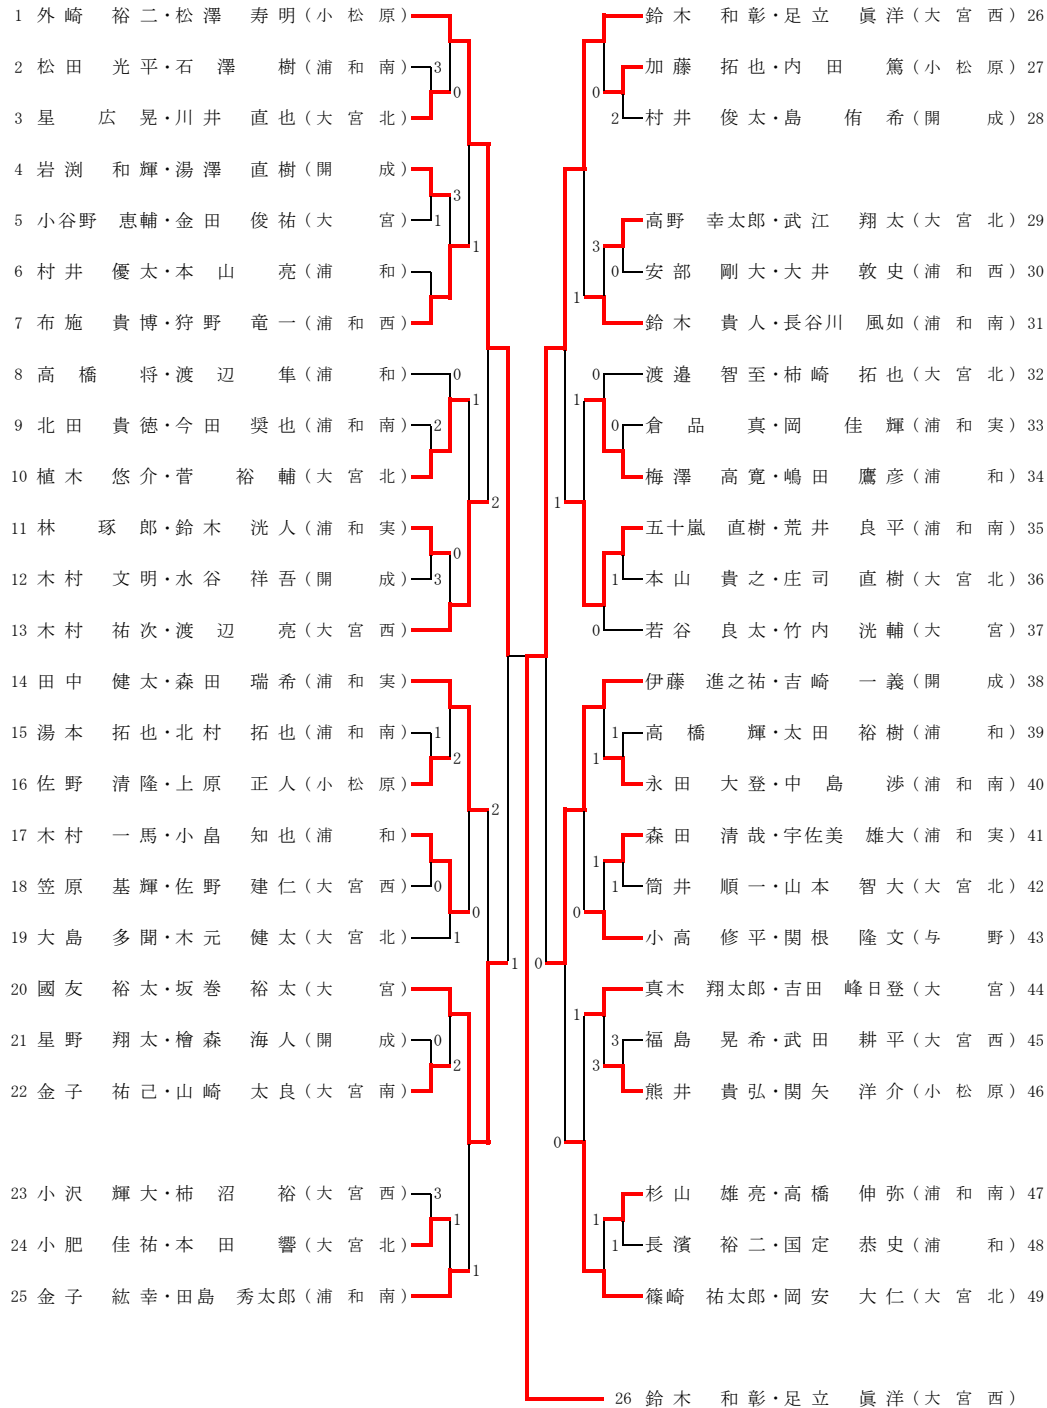 1 外崎 裕二・松澤 寿明(小松原)
2 松田 光平・石澤 樹(浦和南)
3 星 広晃・川井 直也(大宮北)
4 岩渕 和輝・湯澤 直樹(開 成)
5 小谷野 恵輔・金田 俊祐(大 宮)
6 村井 優太・本山 亮(浦 和)
7 布施 貴博・狩野 竜一(浦和西)
8 高橋 将・渡辺 隼(浦 和)
9 北田 貴徳・今田 奨也(浦和南)
10 植木 悠介・菅 裕輔(大宮北)
11 林 琢郎・鈴木 洸人(浦和実)
12 木村 文明・水谷 祥吾(開 成)
13 木村 祐次・渡辺 亮(大宮西)
14 田中 健太・森田 瑞希(浦和実)
15 湯本 拓也・北村 拓也(浦和南)
16 佐野 清隆・上原 正人(小松原)
17 木村 一馬・小畠 知也(浦 和)
18 笠原 基輝・佐野 建仁(大宮西)
19 大島 多聞・木元 健太(大宮北)
20 國友 裕太・坂巻 裕太(大 宮)
21 星野 翔太・檜森 海人(開 成)
22 金子 祐己・山崎 太良(大宮南)
23 小沢 輝大・柿沼 裕(大宮西)
24 小肥 佳祐・本田 響(大宮北)
25 金子 紘幸・田島 秀太郎(浦和南)
3
0
3
1
1
0
1
2
2
0
3
1
2
2
0
0
1
0
2
1
3
1
1
0
2
3
0
1
0
1
0
1
1
0
0
1
1
1
1
0
0
1
3
3
0
1
1
鈴木 和彰・足立 眞洋(大宮西) 26
加藤 拓也・内田 篤(小松原) 27
村井 俊太・島 侑希(開 成) 28
高野 幸太郎・武江 翔太(大宮北) 29
安部 剛大・大井 敦史(浦和西) 30
鈴木 貴人・長谷川 風如(浦和南) 31
渡邉 智至・柿崎 拓也(大宮北) 32
倉品 真・岡 佳輝(浦和実) 33
梅澤 高寛・嶋田 鷹彦(浦 和) 34
五十嵐 直樹・荒井 良平(浦和南) 35
本山 貴之・庄司 直樹(大宮北) 36
若谷 良太・竹内 洸輔(大 宮) 37
伊藤 進之祐・吉崎 一義(開 成) 38
高橋 輝・太田 裕樹(浦 和) 39
永田 大登・中島 渉(浦和南) 40
森田 清哉・宇佐美 雄大(浦和実) 41
筒井 順一・山本 智大(大宮北) 42
小高 修平・関根 隆文(与 野) 43
真木 翔太郎・吉田 峰日登(大 宮) 44
福島 晃希・武田 耕平(大宮西) 45
熊井 貴弘・関矢 洋介(小松原) 46
杉山 雄亮・高橋 伸弥(浦和南) 47
長濱 裕二・国定 恭史(浦 和) 48
篠崎 祐太郎・岡安 大仁(大宮北) 49
26 鈴木 和彰・足立 眞洋(大宮西)